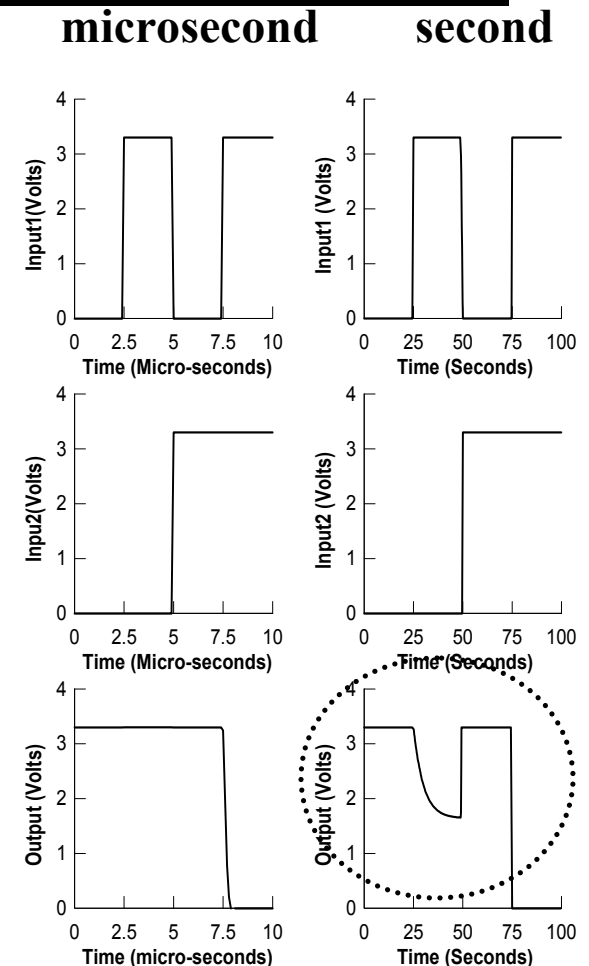 microsecond second
4
3
2
1
0
Input1(Volts)
0 2.5 5 7.5 10
Time (Micro-seconds)
4
3
2
1
0
Input1 (Volts)
0 25 50 75 100
Time (Seconds)
4
3
2
1
0
Inpu2(Volts)
0 2.5 5 7.5 10
Time (Micro-seconds)
4
3
2
1
0
Input2 (Volts)
0 25 50 75 100
Time (Seconds)
4
3
2
1
0
Output (Volts)
0 2.5 5 7.5 10
Time (micro-seconds)
4
3
2
1
0
Output (Volts)
0 25 50 75 100
Time (Seconds)